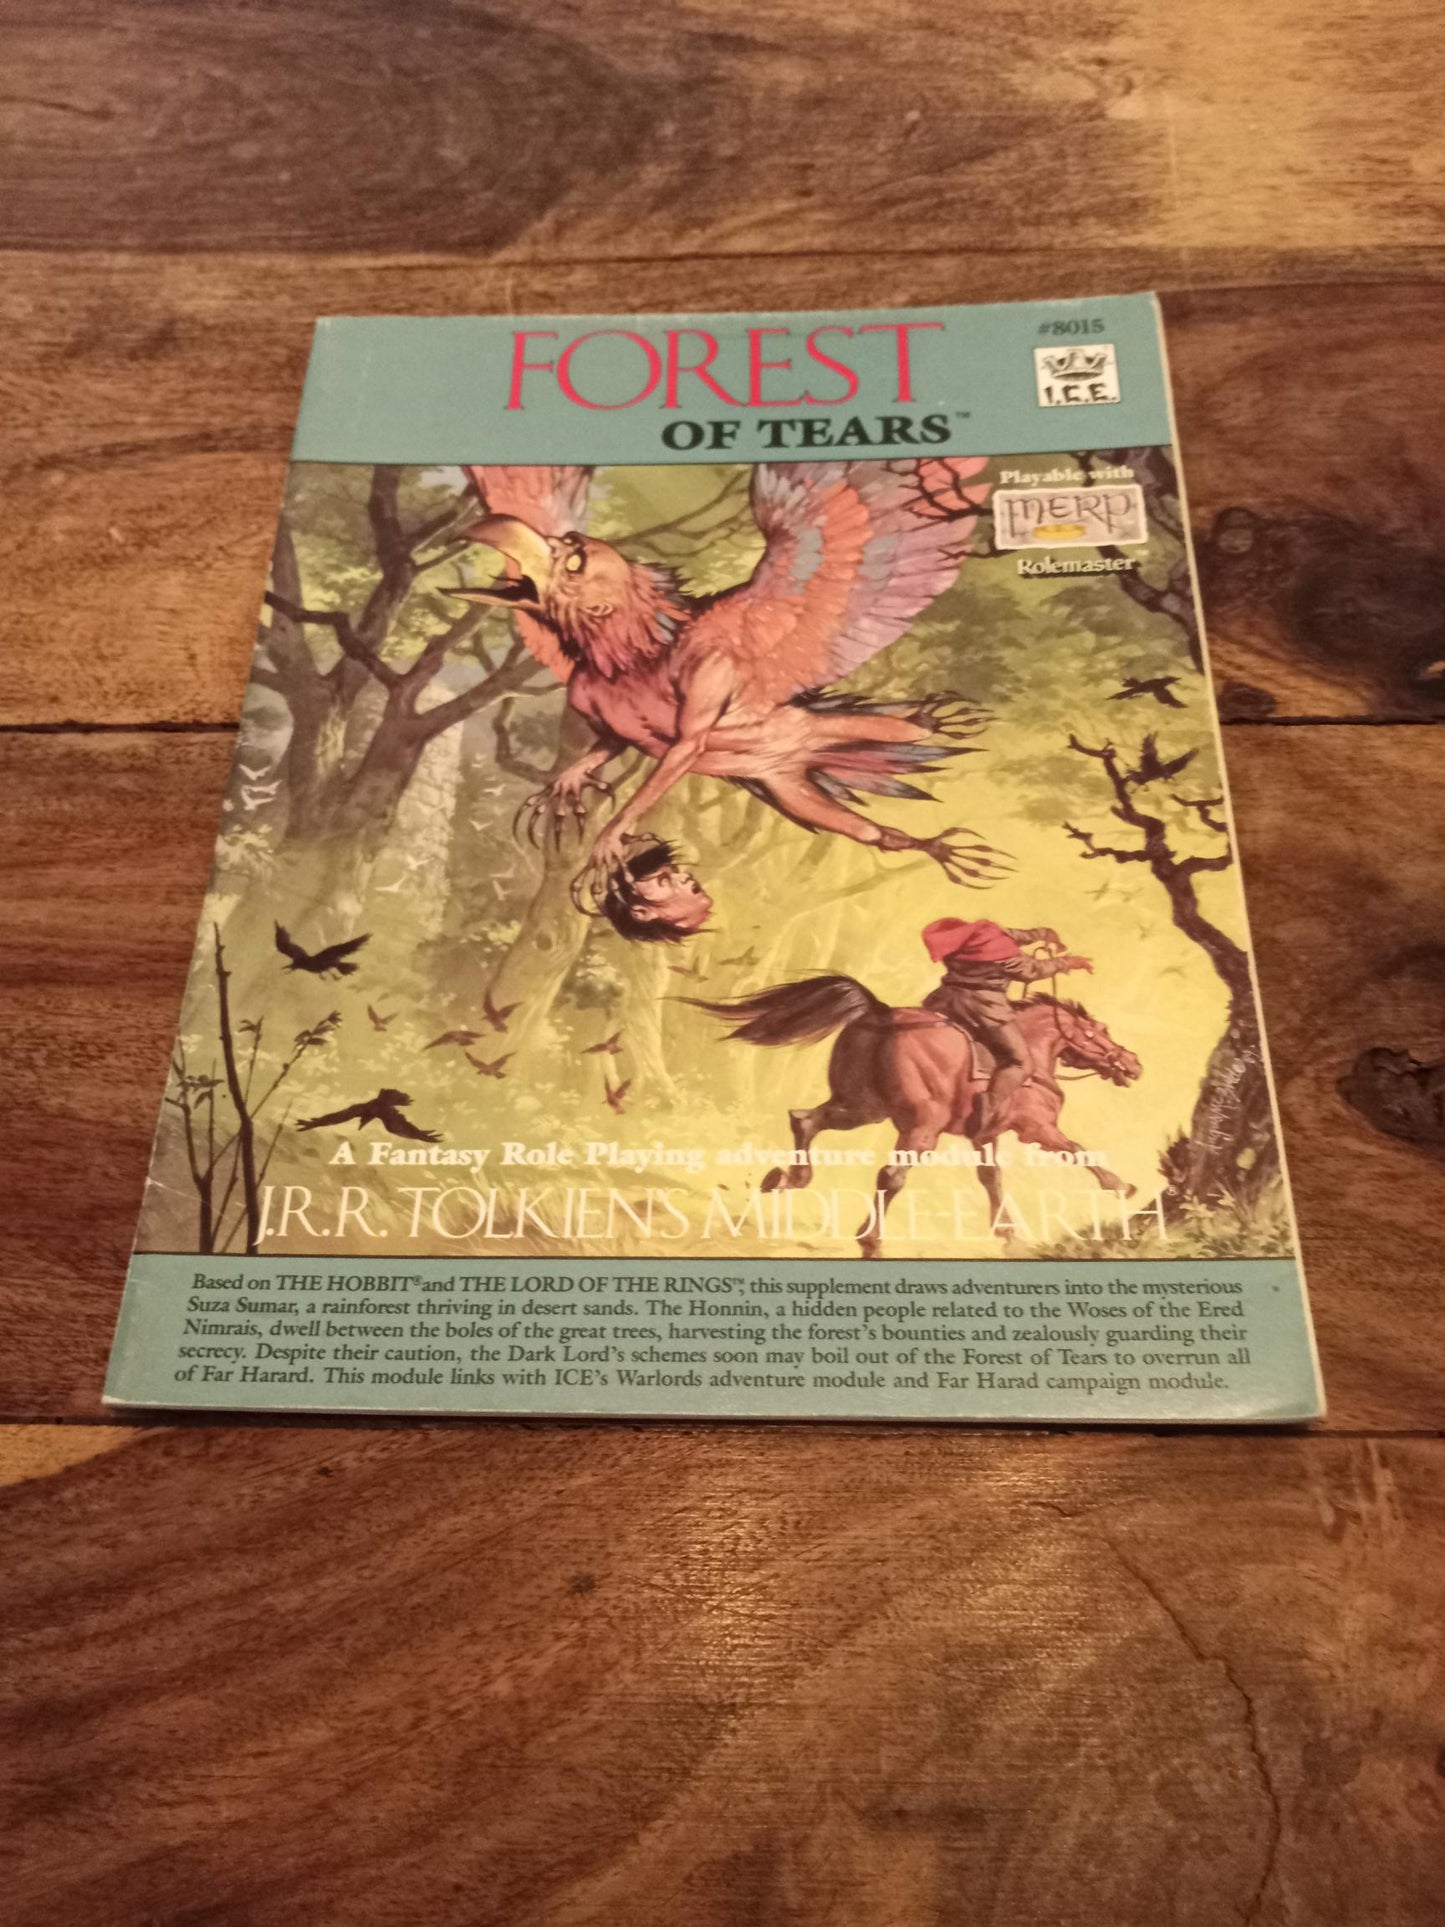 FOREST
OF TEARS™
#8015
I.C.E.
Playable with
MERP
Rolemaster™
A Fantasy Role Playing adventure module from
J.R.R. TOLKIEN'S MIDDLE-EARTH
Based on THE HOBBIT® and THE LORD OF THE RINGS™, this supplement draws adventurers into the mysterious
Suza Sumar, a rainforest thriving in desert sands. The Honnin, a hidden people related to the Woses of the Ered
Nimrais, dwell between the boles of the great trees, harvesting the forest's bounties and zealously guarding their
secrecy. Despite their caution, the Dark Lord's schemes soon may boil out of the Forest of Tears to overrun all
of Far Harard. This module links with ICE's Warlords adventure module and Far Harad campaign module.